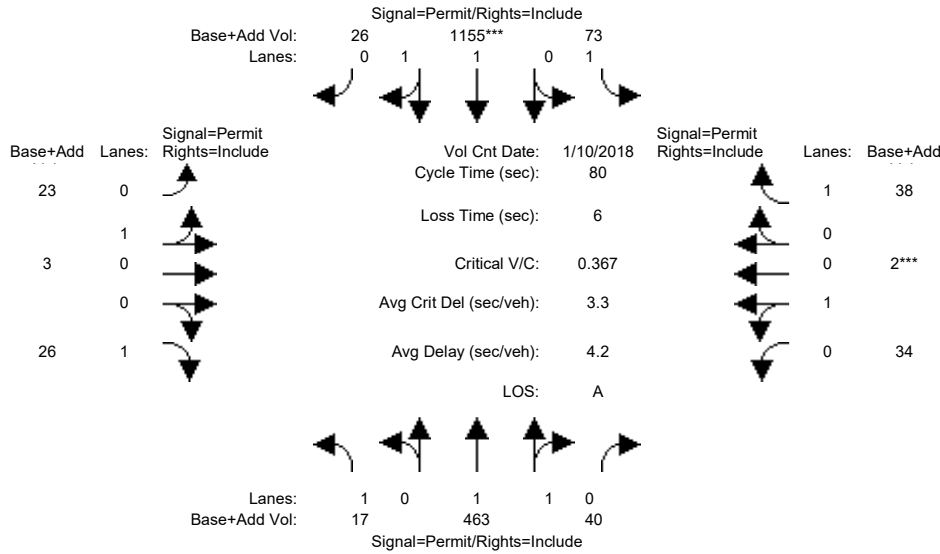 Signal=Permit/Rights=Include
Base+Add Vol: 26 1155*** 73
Lanes: 0 1 1 0 1
Signal=Permit
Base+Add Lanes: Rights=Include
Vol Cnt Date: 1/10/2018
Signal=Permit
Rights=Include Lanes: Base+Add
Cycle Time (sec): 80
23 0
1 38
Loss Time (sec): 6
1
0
3 0
Critical V/C: 0.367
0 2***
0
Avg Crit Del (sec/veh): 3.3
1
26 1
Avg Delay (sec/veh): 4.2
0 34
LOS: A
Lanes: 1 0 1 1 0
Base+Add Vol: 17 463 40
Signal=Permit/Rights=Include